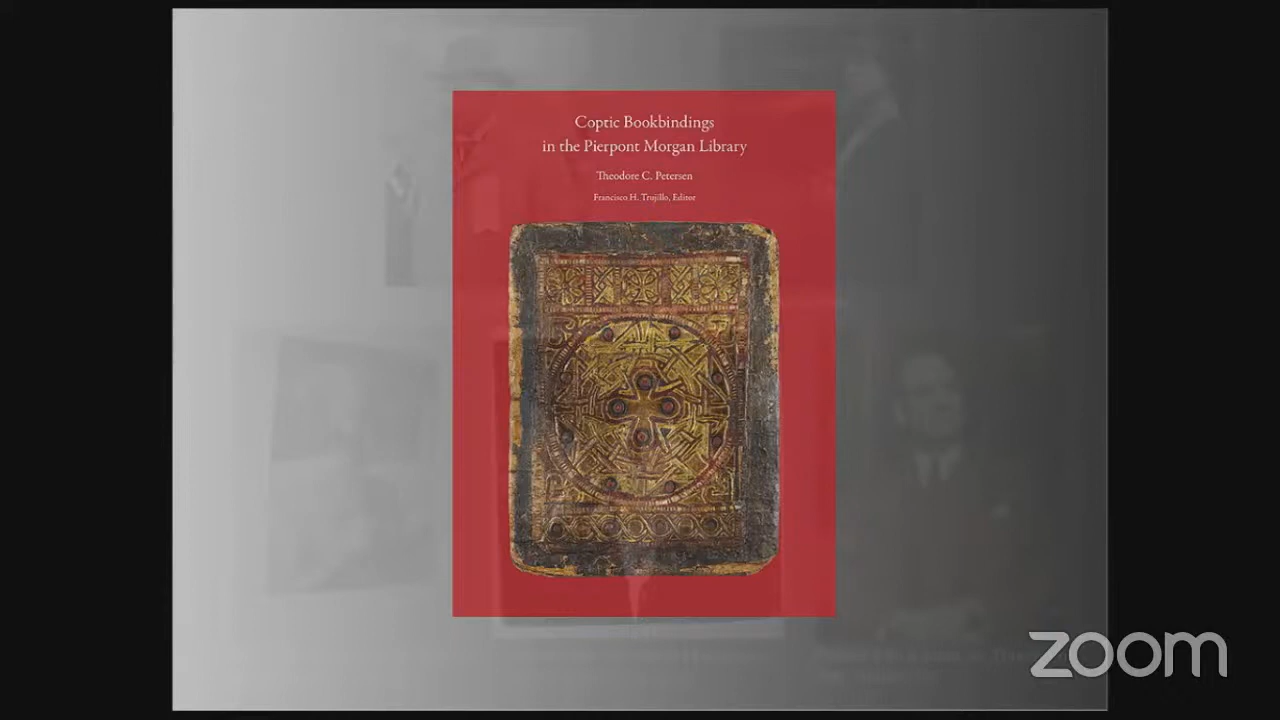 Coptic Bookbindings
in the Pierpont Morgan Library
Theodore C. Petersen
Francisco H. Trujillo, Editor
zoom